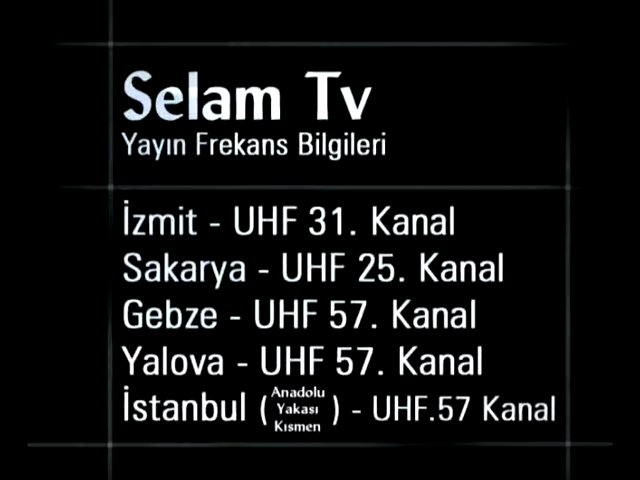 Selam Tv
Yayın Frekans Bilgileri
İzmit - UHF 31. Kanal
Sakarya - UHF 25. Kanal
Gebze - UHF 57. Kanal
Yalova - UHF 57. Kanal
İstanbul (Anadolu Yakası Kısmen) - UHF.57 Kanal